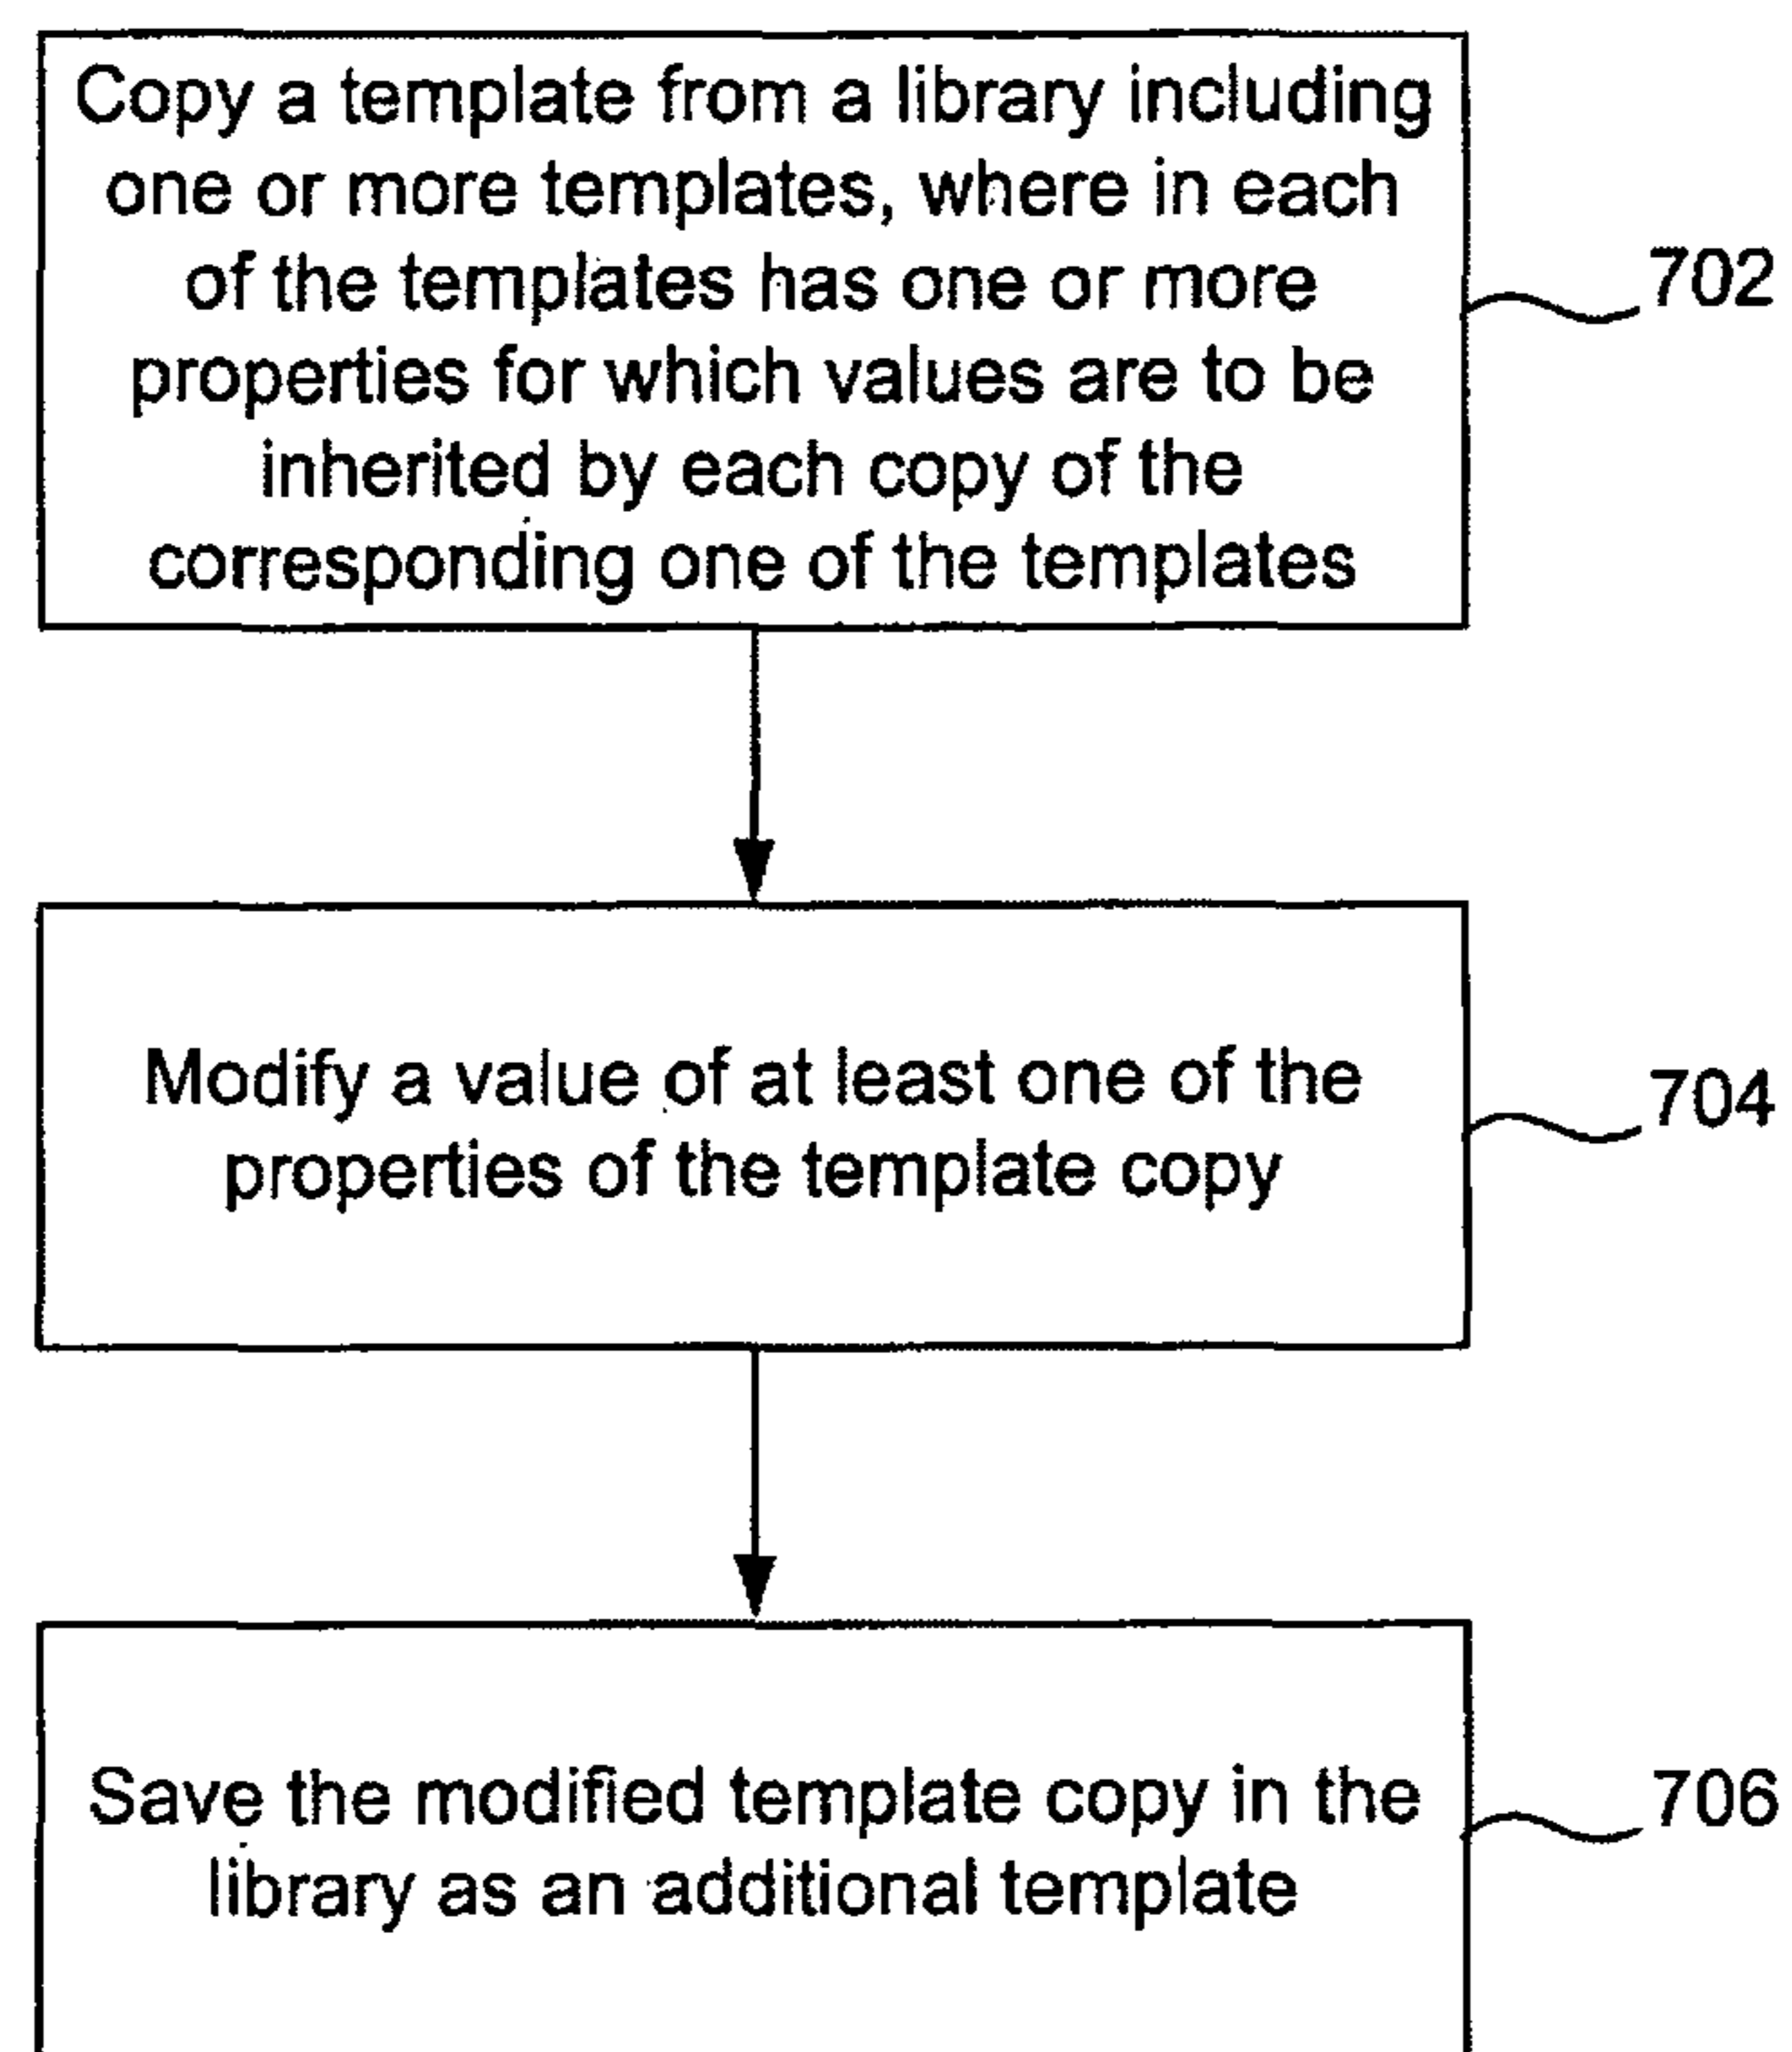 Copy a template from a library including
one or more templates, where in each
of the templates has one or more
properties for which values are to be
inherited by each copy of the
corresponding one of the templates
702
Modify a value of at least one of the
properties of the template copy
704
Save the modified template copy in the
library as an additional template
706